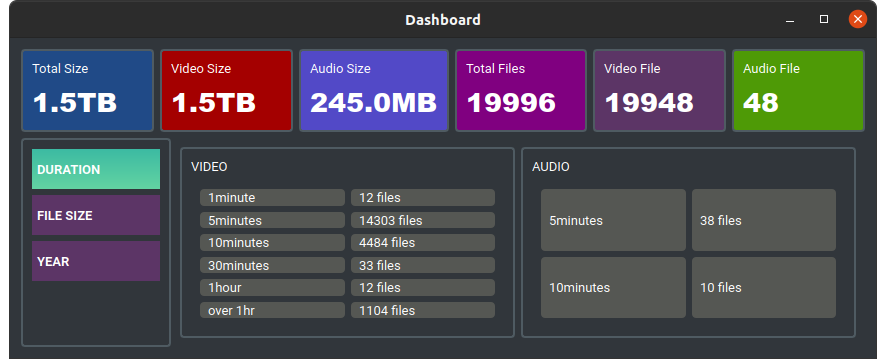 Dashboard
Total Size
1.5TB
Video Size
1.5TB
Audio Size
245.0MB
Total Files
19996
Video File
19948
Audio File
48
DURATION
FILE SIZE
YEAR
VIDEO
1minute 12 files
5minutes 14303 files
10minutes 4484 files
30minutes 33 files
1hour 12 files
over 1hr 1104 files
AUDIO
5minutes 38 files
10minutes 10 files